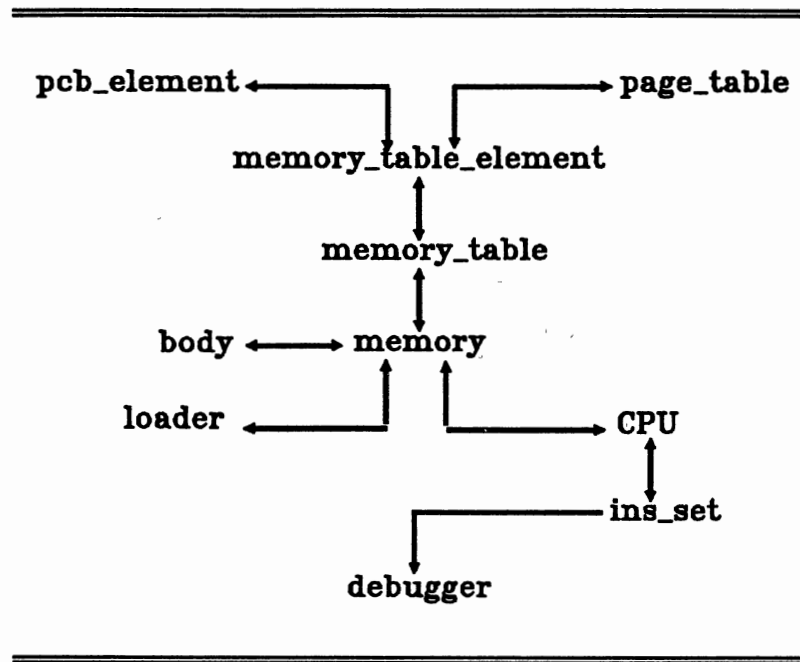 pcb_element
page_table
memory_table_element
memory_table
body
memory
loader
CPU
ins_set
debugger